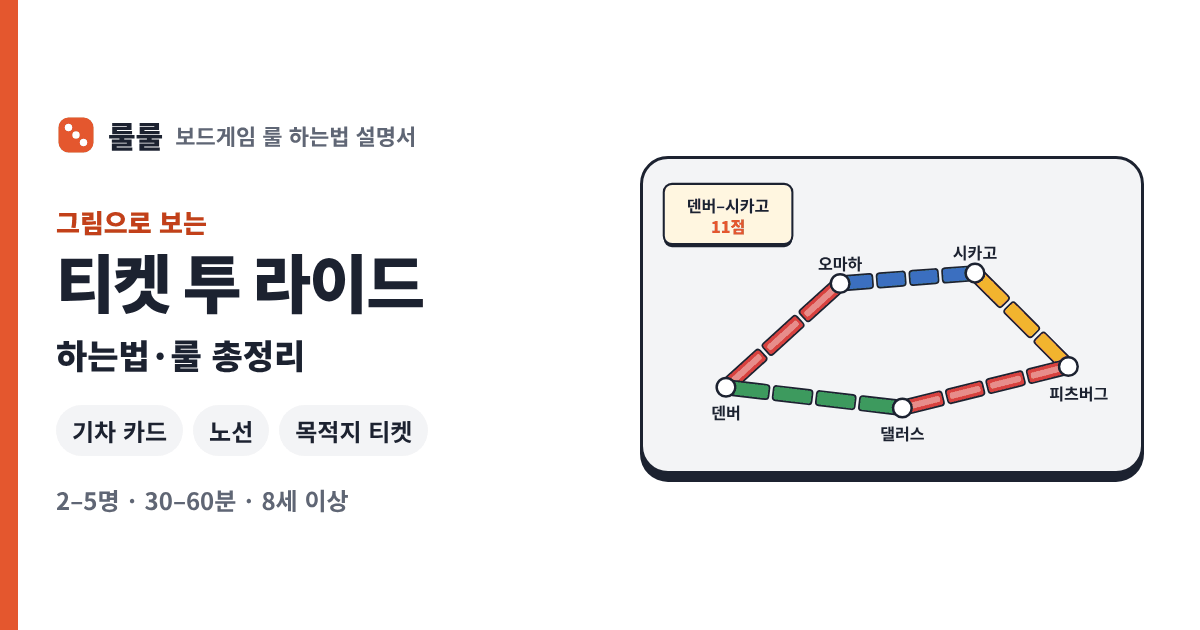 룰룰 보드게임 룰 하는법 설명서
그림으로 보는
티켓 투 라이드
하는법·룰 총정리
기차 카드 노선 목적지 티켓
2–5명 · 30–60분 · 8세 이상
덴버–시카고
11점
시카고
오마하
피츠버그
덴버
댈러스